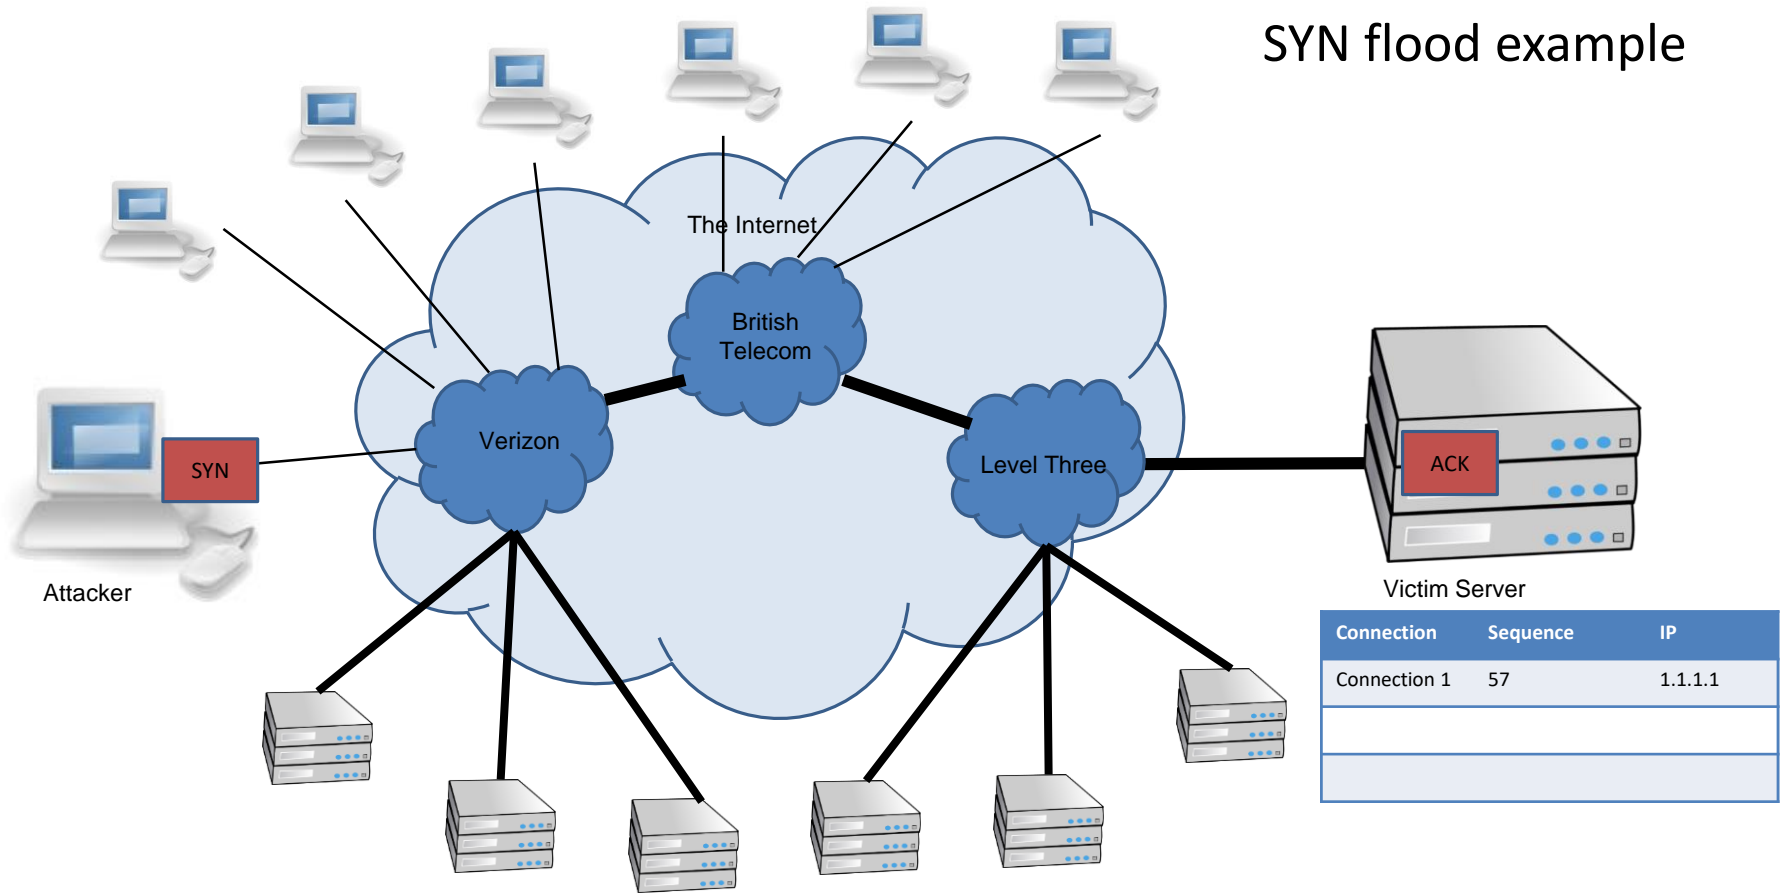 SYN flood example
The Internet
British
Telecom
Verizon
Level Three
SYN
ACK
Attacker
Victim Server
Connection Sequence IP
Connection 1 57 1.1.1.1